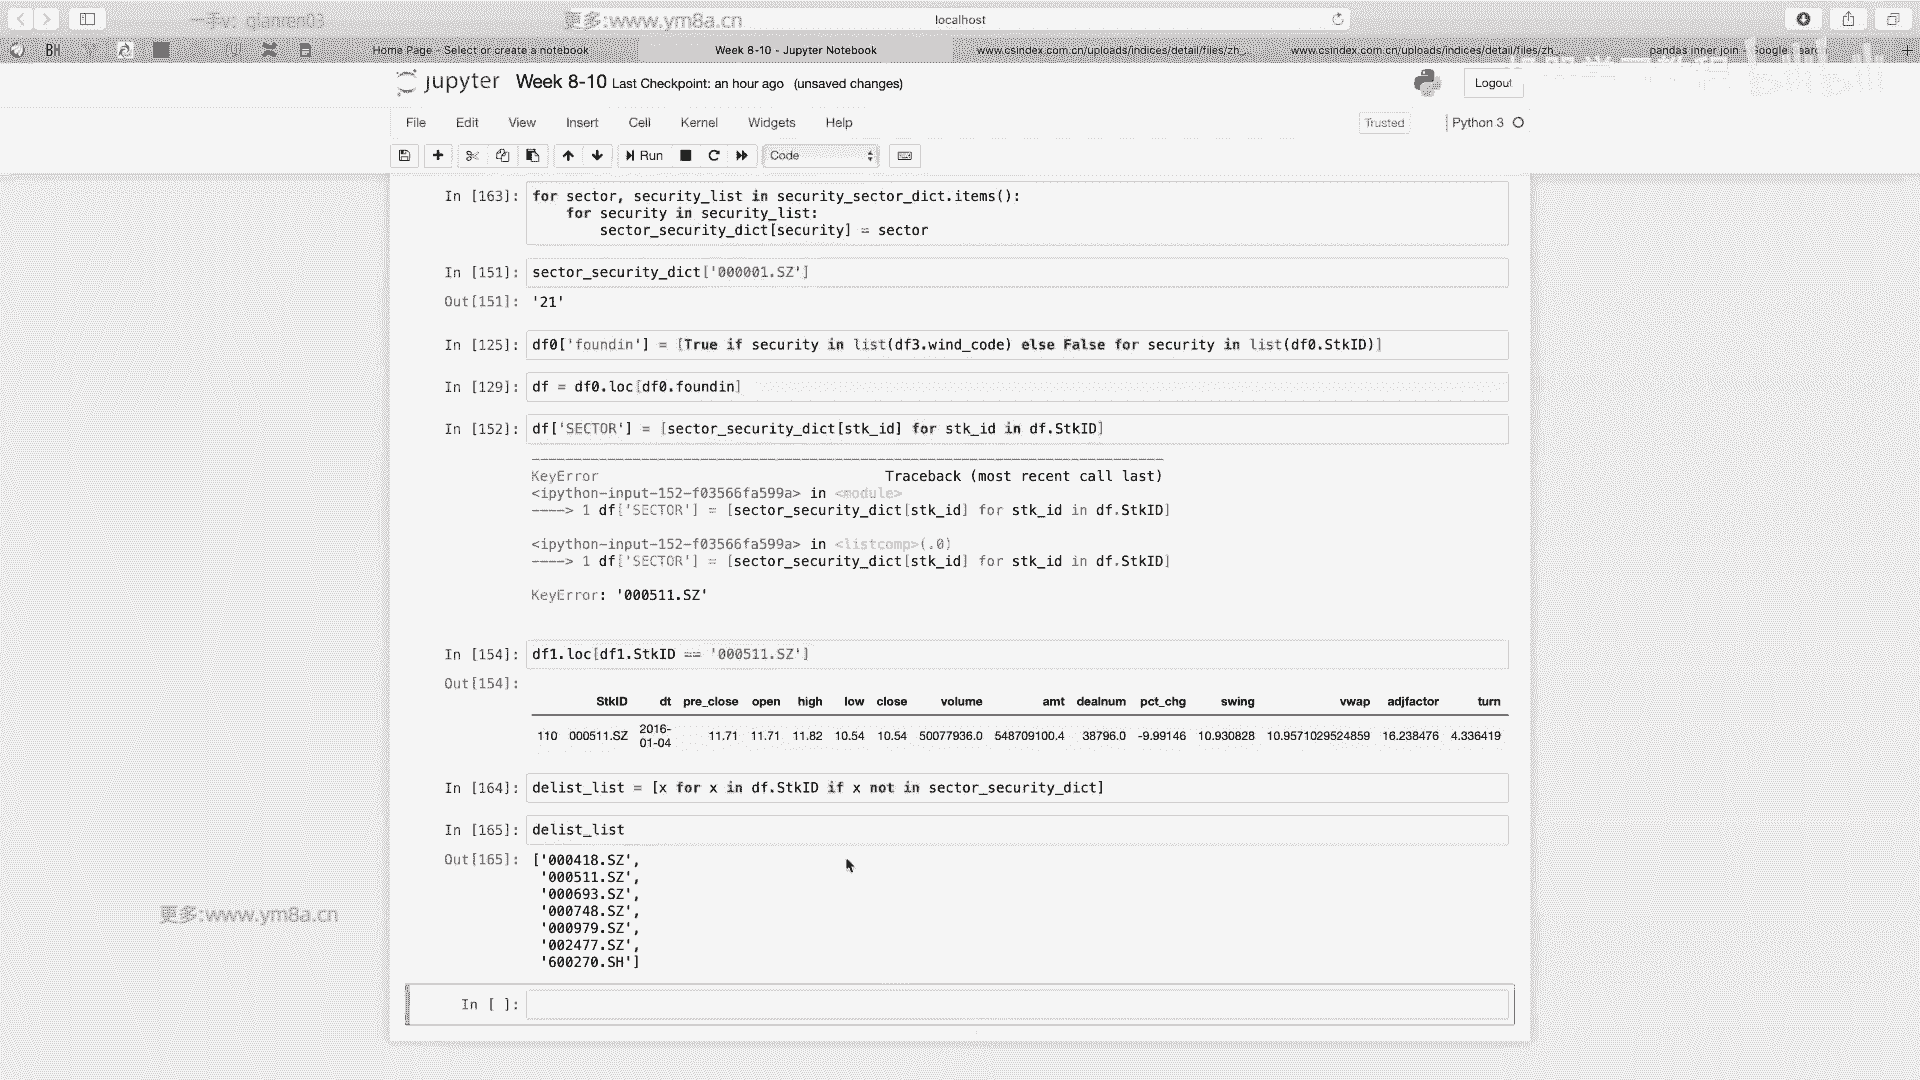 一手v: qianren03
更多:www.ym8a.cn
localhost
Home Page - Select or create a notebook
Week 8-10 - Jupyter Notebook
www.csindex.com.cn/uploads/indices/detail/files/zh_...
www.csindex.com.cn/uploads/indices/detail/files/zh_...
pandas inner join - Google
jupyter Week 8-10 Last Checkpoint: an hour ago (unsaved changes)
Logout
File Edit View Insert Cell Kernel Widgets Help
Trusted Python 3
Run Code
In [163]: for sector, security_list in security_sector_dict.items():
for security in security_list:
sector_security_dict[security] = sector
In [151]: sector_security_dict['000001.SZ']
Out[151]: '21'
In [125]: df0['foundin'] = [True if security in list(df3.wind_code) else False for security in list(df0.StkID)]
In [129]: df = df0.loc[df0.foundin]
In [152]: df['SECTOR'] = [sector_security_dict[stk_id] for stk_id in df.StkID]
KeyError Traceback (most recent call last)
<ipython-input-152-f03566fa599a> in <module>
----> 1 df['SECTOR'] = [sector_security_dict[stk_id] for stk_id in df.StkID]
<ipython-input-152-f03566fa599a> in <listcomp>(.0)
----> 1 df['SECTOR'] = [sector_security_dict[stk_id] for stk_id in df.StkID]
KeyError: '000511.SZ'
In [154]: df1.loc[df1.StkID == '000511.SZ']
Out[154]:
StkID dt pre_close open high low close volume amt dealnum pct_chg swing vwap adjfactor turn
110 000511.SZ 2016-01-04 11.71 11.71 11.82 10.54 10.54 50077936.0 548709100.4 38796.0 -9.99146 10.930828 10.9571029524859 16.238476 4.336419
In [164]: delist_list = [x for x in df.StkID if x not in sector_security_dict]
In [165]: delist_list
Out[165]: ['000418.SZ',
'000511.SZ',
'000693.SZ',
'000748.SZ',
'000979.SZ',
'002477.SZ',
'600270.SH']
更多:www.ym8a.cn
In [ ]: